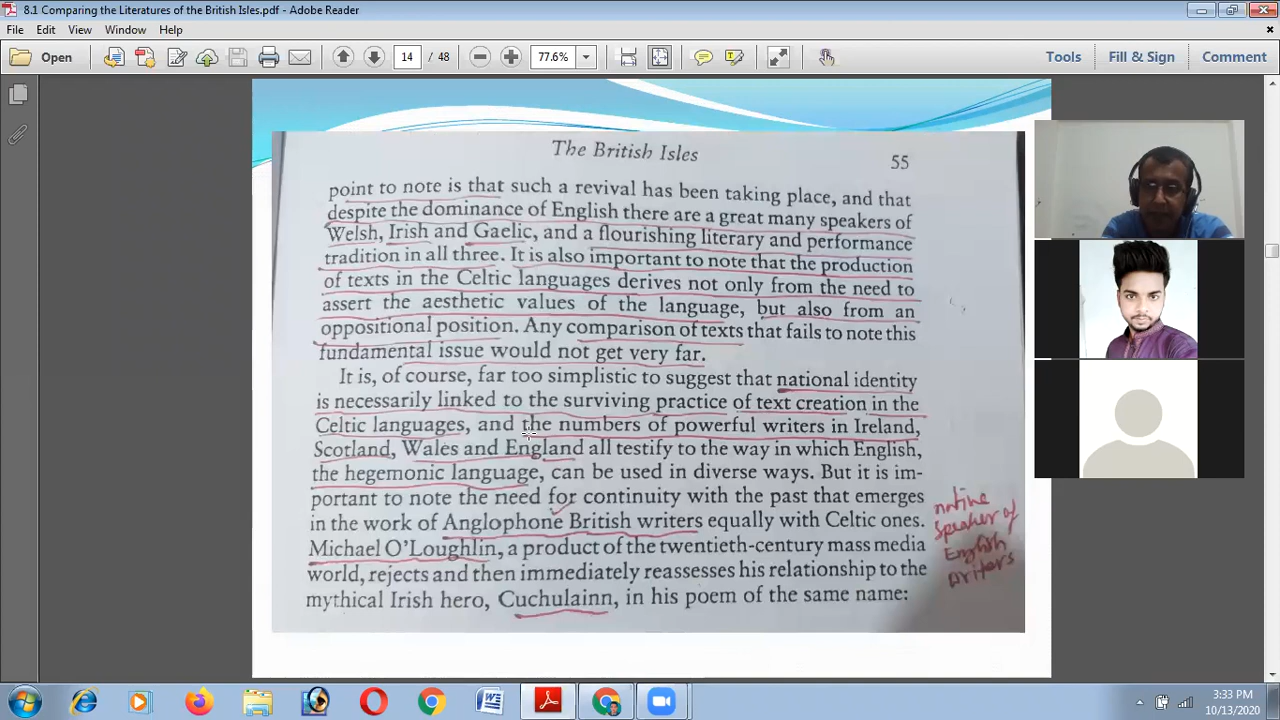 8.1 Comparing the Literatures of the British Isles.pdf - Adobe Reader
File Edit View Window Help
Open 14 / 48 77.6% Tools Fill & Sign Comment
The British Isles 55
point to note is that such a revival has been taking place, and that
despite the dominance of English there are a great many speakers of
Welsh, Irish and Gaelic, and a flourishing literary and performance
tradition in all three. It is also important to note that the production
of texts in the Celtic languages derives not only from the need to
assert the aesthetic values of the language, but also from an
oppositional position. Any comparison of texts that fails to note this
fundamental issue would not get very far.
It is, of course, far too simplistic to suggest that national identity
is necessarily linked to the surviving practice of text creation in the
Celtic languages, and the numbers of powerful writers in Ireland,
Scotland, Wales and England all testify to the way in which English,
the hegemonic language, can be used in diverse ways. But it is im-
portant to note the need for continuity with the past that emerges
in the work of Anglophone British writers equally with Celtic ones.
Michael O'Loughlin, a product of the twentieth-century mass media
world, rejects and then immediately reassesses his relationship to the
mythical Irish hero, Cuchulainn, in his poem of the same name:
native
speaker of
English
writers
3:33 PM
10/13/2020